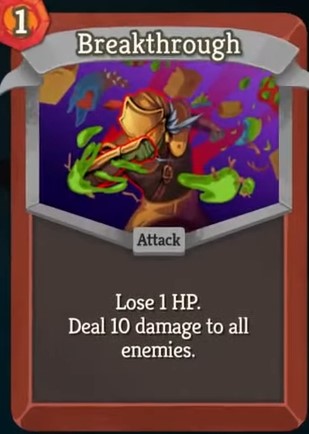 1
Breakthrough
Attack
Lose 1 HP.
Deal 10 damage to all
enemies.